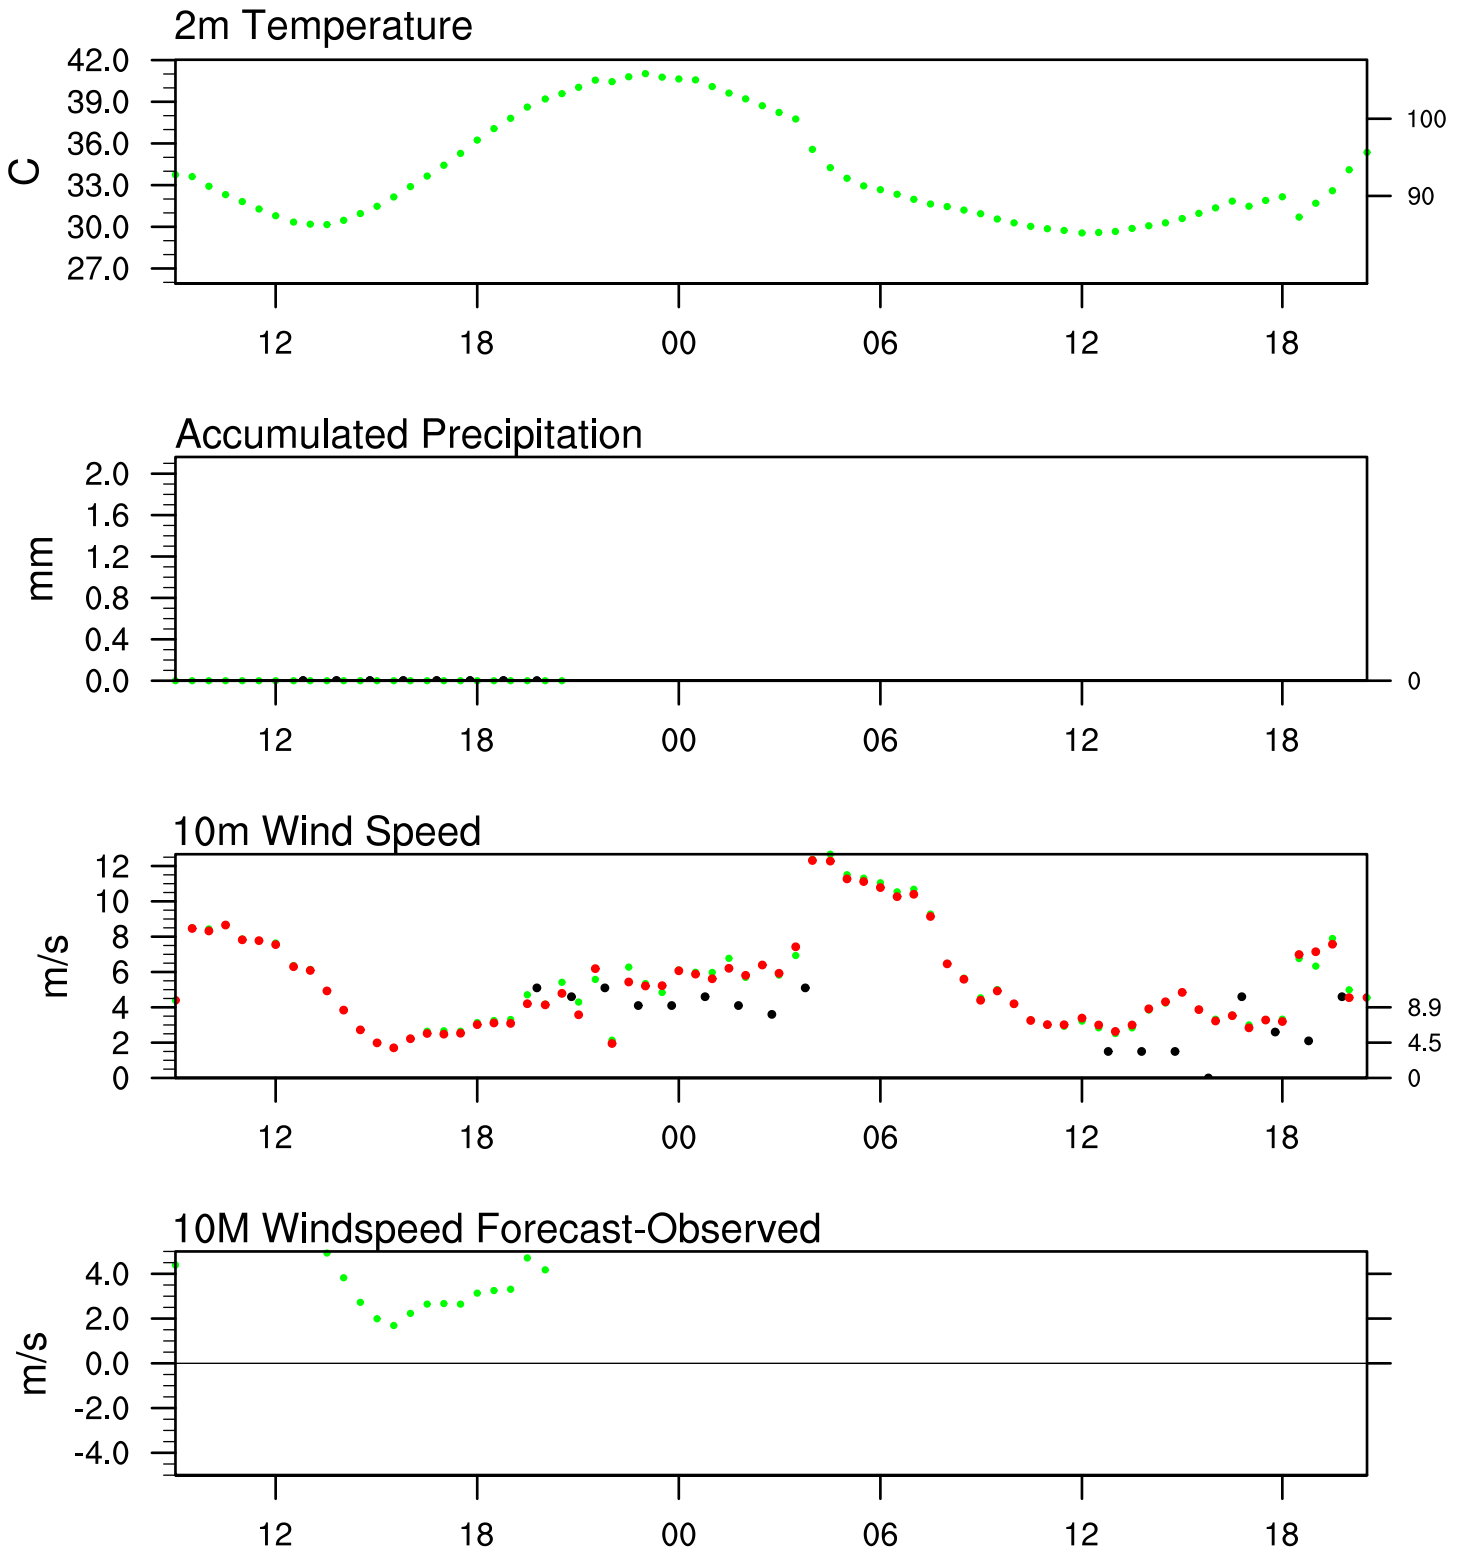 2m Temperature
42.0
39.0
36.0
33.0
30.0
27.0
C
100
90
12 18 00 06 12 18
Accumulated Precipitation
2.0
1.6
1.2
0.8
0.4
0.0
mm
0
12 18 00 06 12 18
10m Wind Speed
12
10
8
6
4
2
0
m/s
8.9
4.5
0
12 18 00 06 12 18
10M Windspeed Forecast-Observed
4.0
2.0
0.0
-2.0
-4.0
m/s
12 18 00 06 12 18